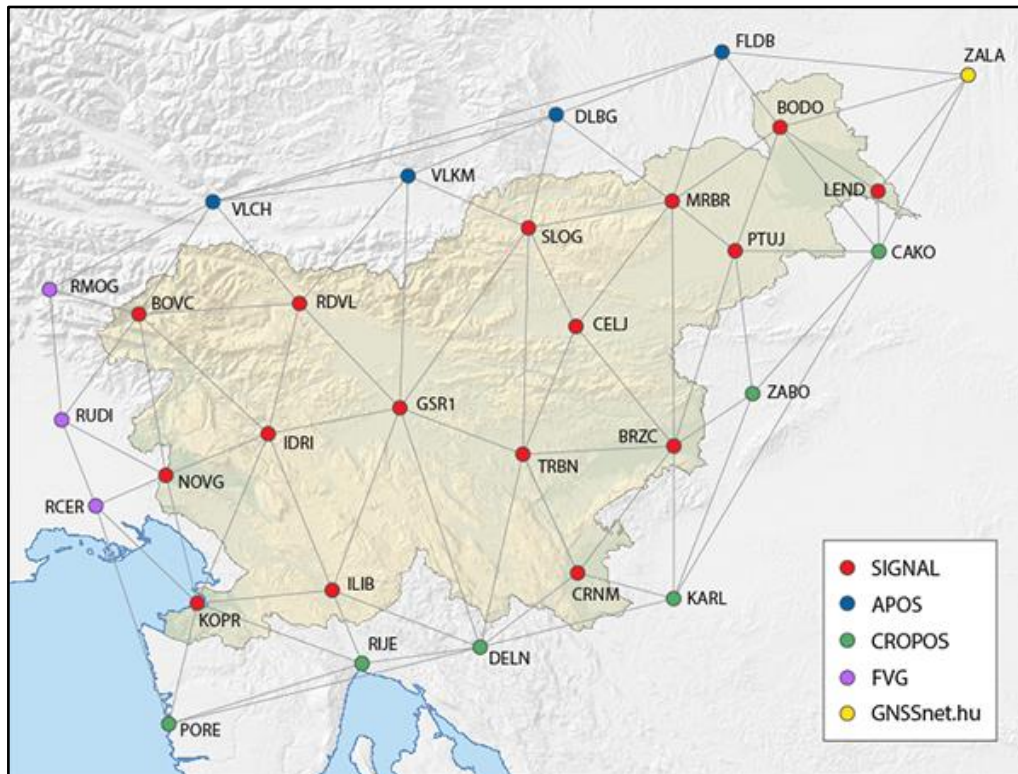 FLDB
ZALA
DLBG
BODO
VLKM
LEND
VLCH
MRBR
SLOG
PTUJ
CAKO
RMOG
BOVC
RDVL
CELJ
ZABO
GSR1
RUDI
IDRI
BRZC
TRBN
NOVG
RCER
SIGNAL
ILIB
CRNM
KARL
APOS
KOPR
RIJE
CROPOS
DELN
FVG
PORE
GNSSnet.hu